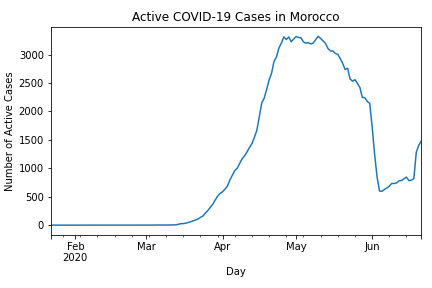 Active COVID-19 Cases in Morocco
Number of Active Cases
3000
2500
2000
1500
1000
500
0
Feb Mar Apr May Jun
2020
Day